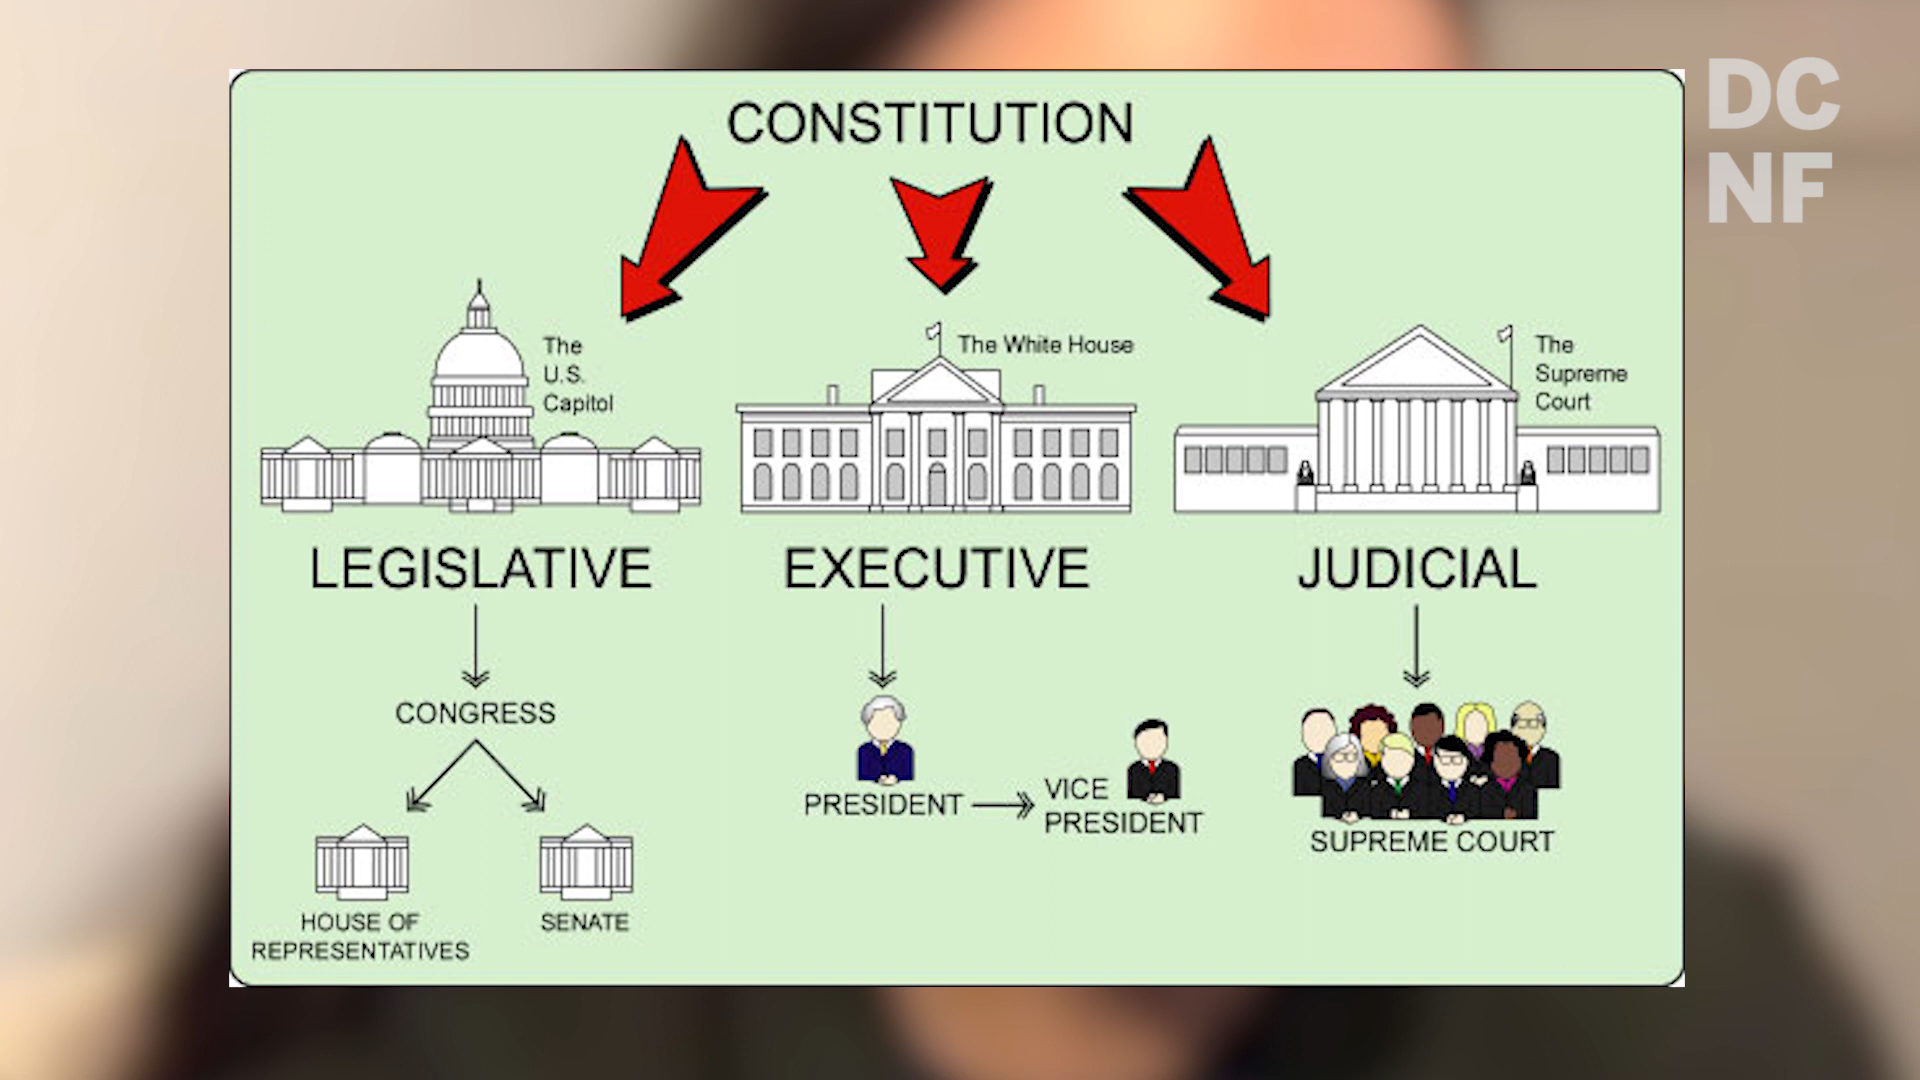 CONSTITUTION
DC
NF
The
U.S.
Capitol
The White House
The
Supreme
Court
LEGISLATIVE
EXECUTIVE
JUDICIAL
CONGRESS
HOUSE OF
REPRESENTATIVES
SENATE
PRESIDENT
VICE
PRESIDENT
SUPREME COURT